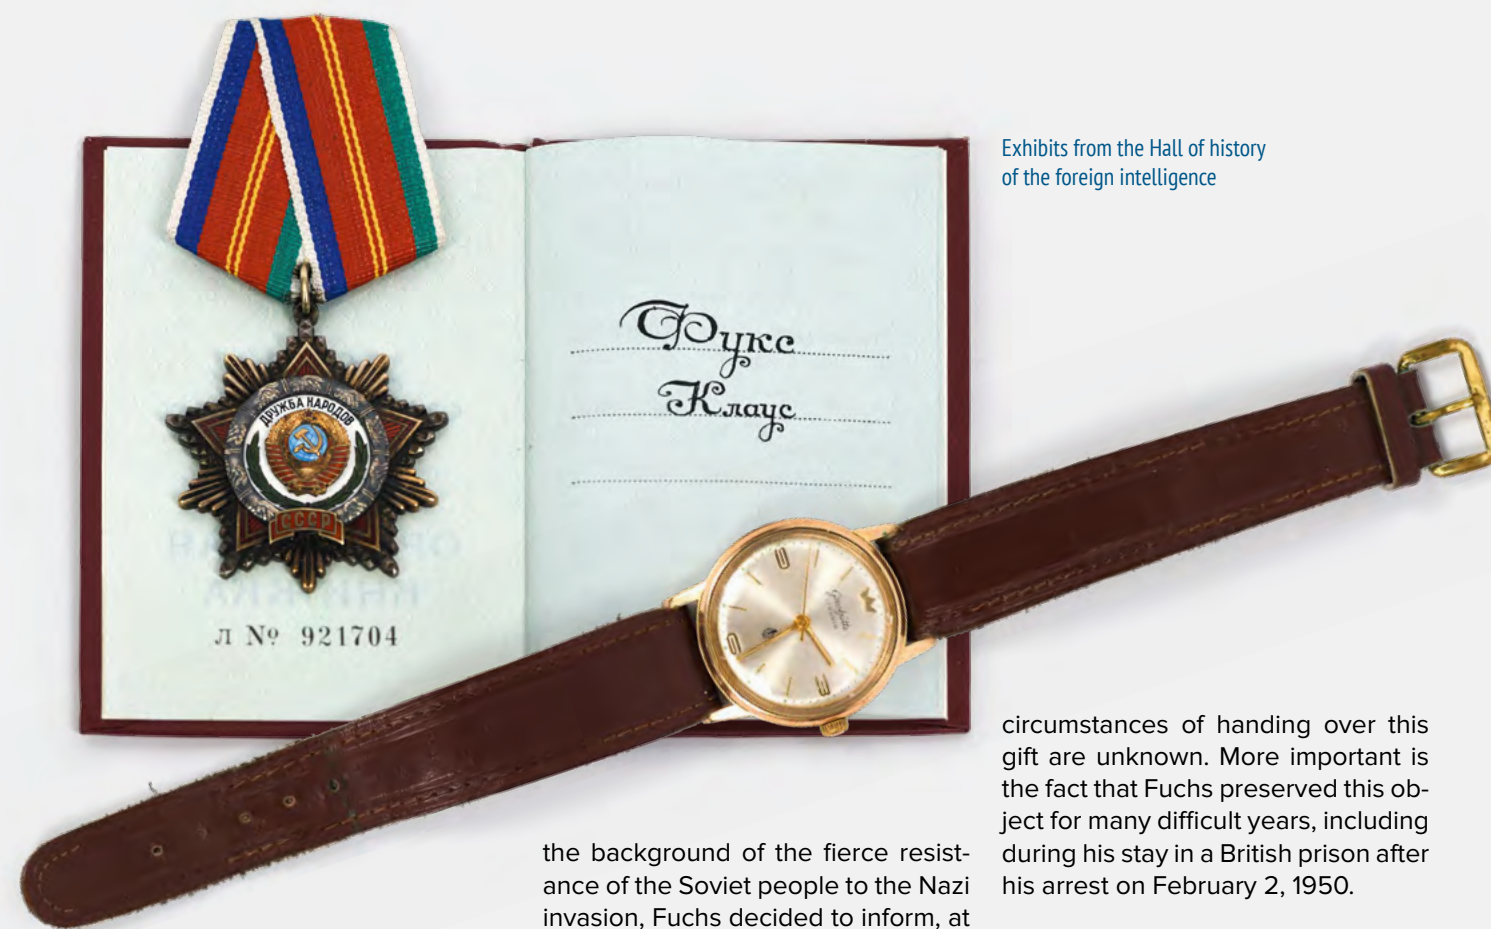 Exhibits from the Hall of history
of the foreign intelligence
ДРУЖБА НАРОДОВ
СССР
л № 921704
Фукс
Клаус
the background of the fierce resist-
ance of the Soviet people to the Nazi
invasion, Fuchs decided to inform, at
circumstances of handing over this
gift are unknown. More important is
the fact that Fuchs preserved this ob-
ject for many difficult years, including
during his stay in a British prison after
his arrest on February 2, 1950.